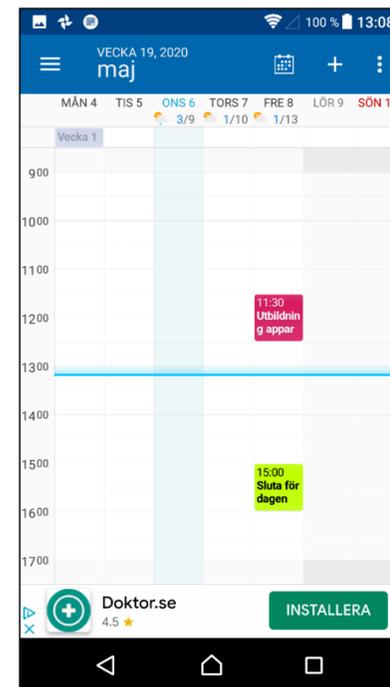 100 % 13:08
VECKA 19, 2020
maj
MÅN 4 TIS 5 ONS 6 TORS 7 FRE 8 LÖR 9 SÖN 1
3/9 1/10 1/13
Vecka 1
900
1000
1100
11:30
Utbildnin
g appar
1200
1300
1400
1500
15:00
Sluta för
dagen
1600
1700
Doktor.se
4.5
INSTALLERA